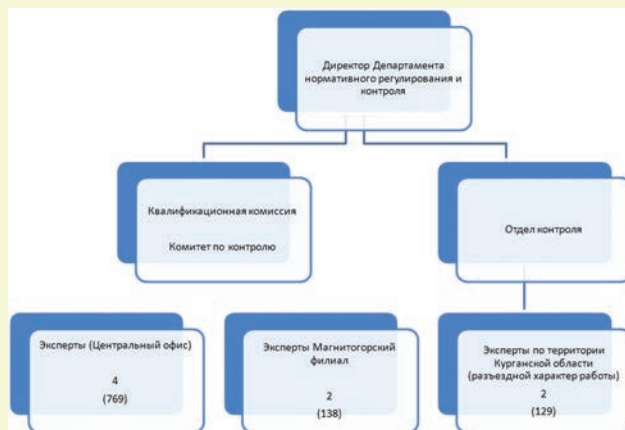 Директор Департамента
нормативного регулирования и
контроля
Квалификационная комиссия
Комитет по контролю
Отдел контроля
Эксперты (Центральный офис)
4
(769)
Эксперты Магнитогорский
филиал
2
(138)
Эксперты по территории
Курганской области
(разъездной характер работы)
2
(129)